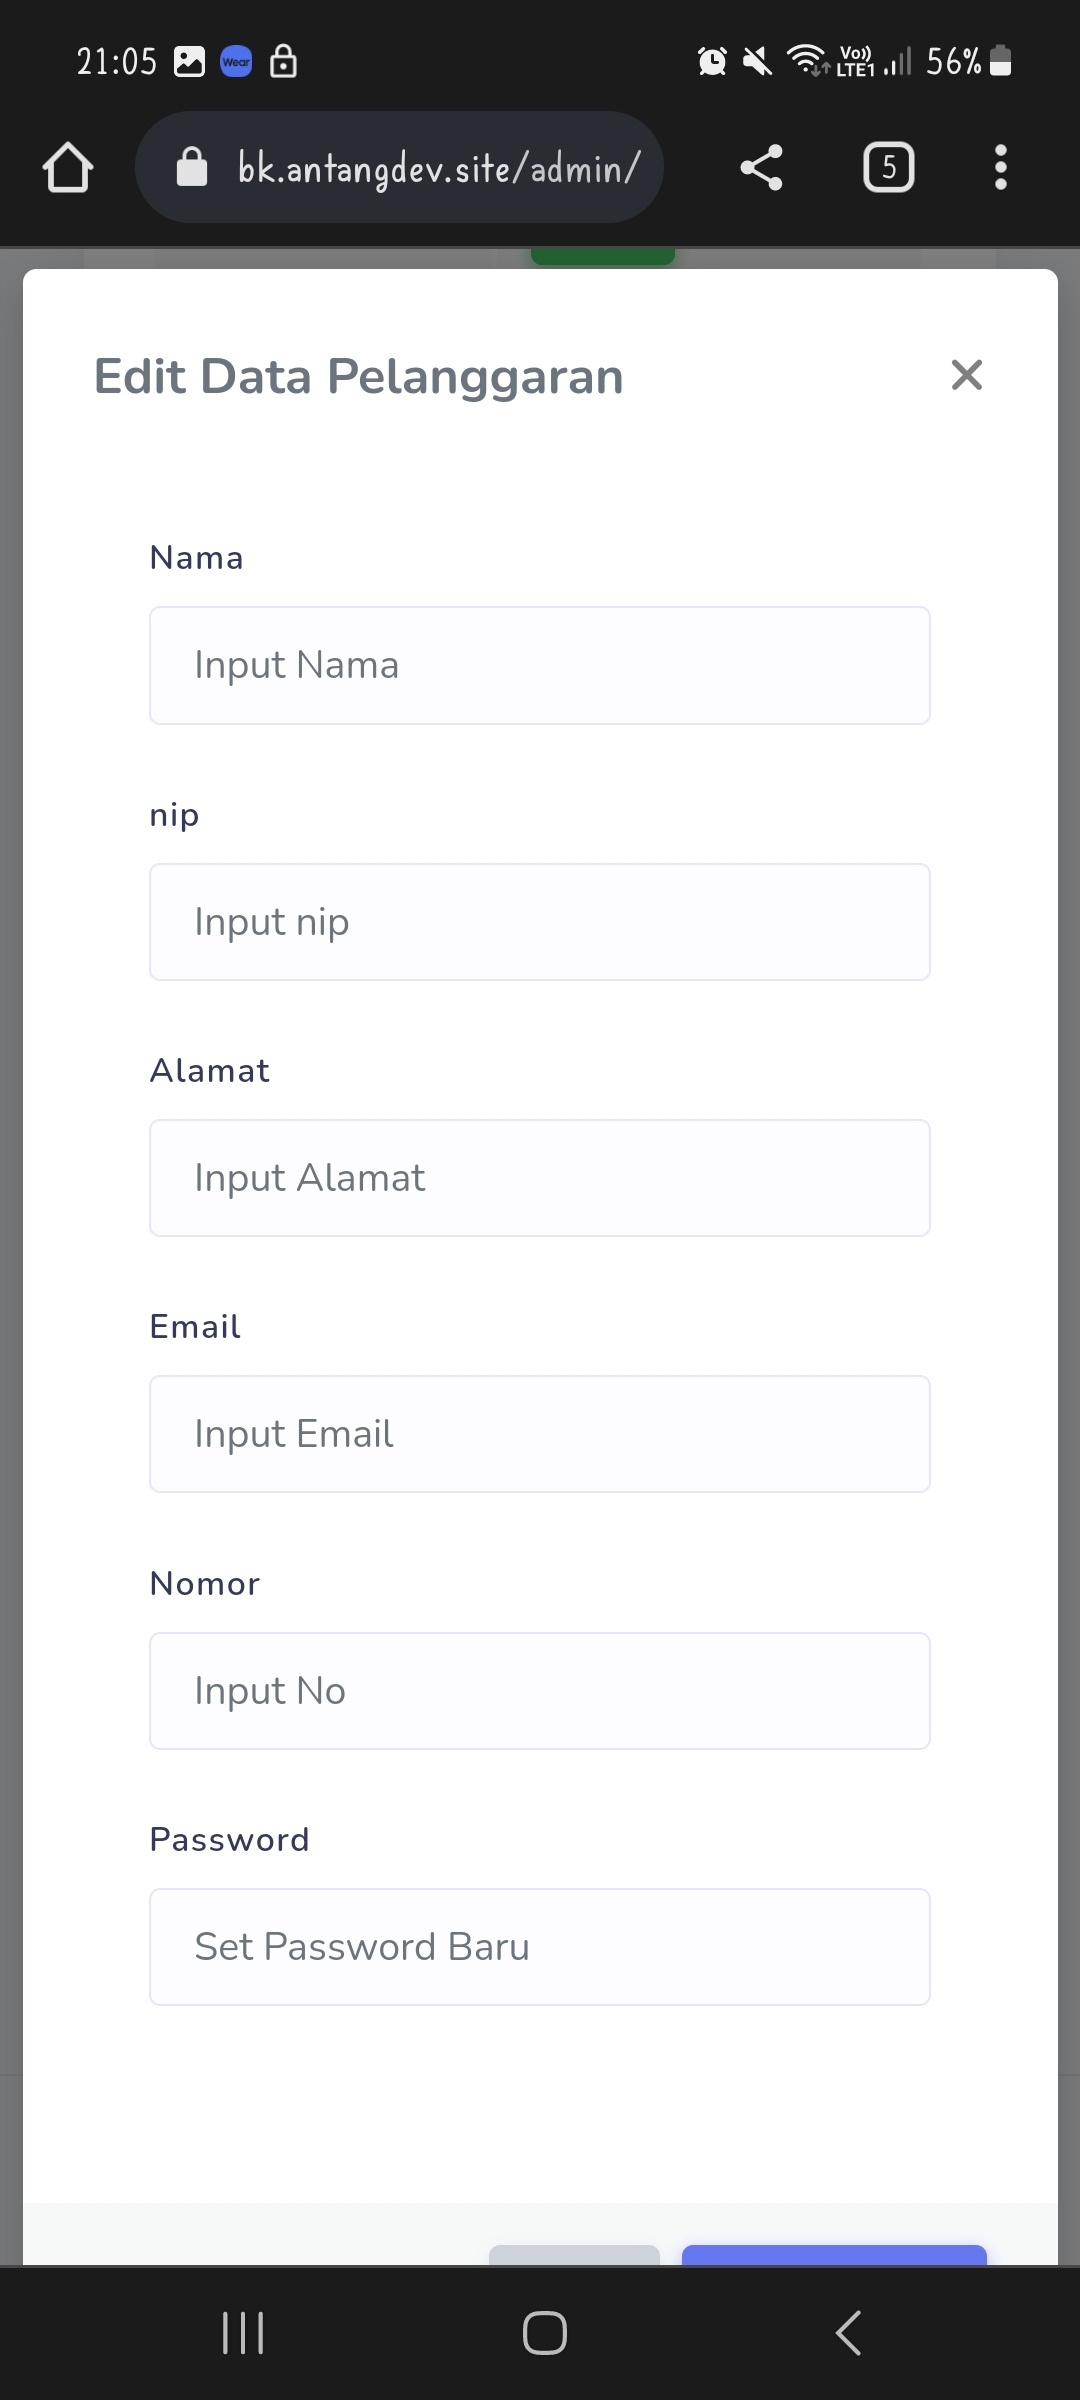 21:05
Wear
Vo))
LTE1
56%
bk.antangdev.site/admin/
5
Edit Data Pelanggaran
Nama
Input Nama
nip
Input nip
Alamat
Input Alamat
Email
Input Email
Nomor
Input No
Password
Set Password Baru